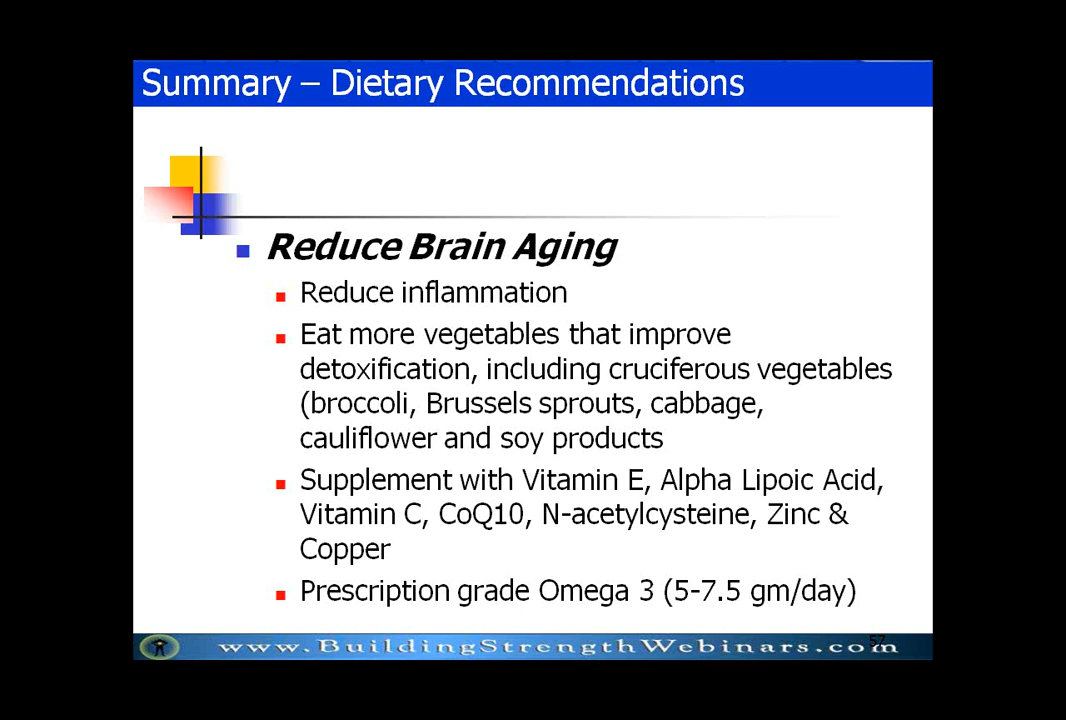 Summary – Dietary Recommendations
Reduce Brain Aging
Reduce inflammation
Eat more vegetables that improve
detoxification, including cruciferous vegetables
(broccoli, Brussels sprouts, cabbage,
cauliflower and soy products
Supplement with Vitamin E, Alpha Lipoic Acid,
Vitamin C, CoQ10, N-acetylcysteine, Zinc &
Copper
Prescription grade Omega 3 (5-7.5 gm/day)
57
www.BuildingStrengthWebinars.com